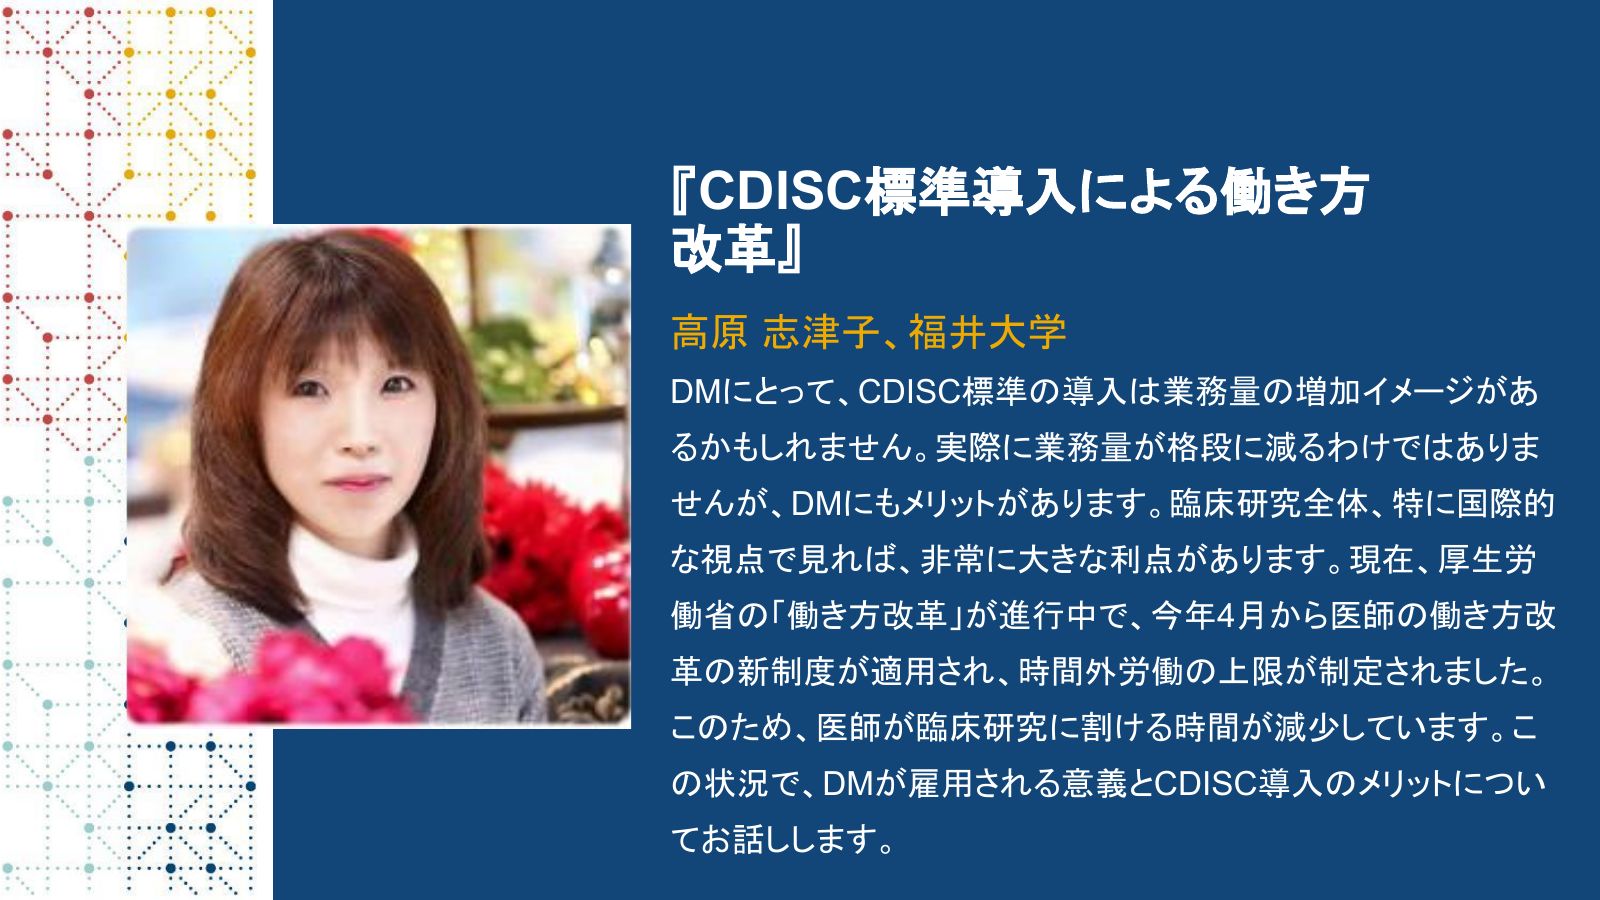 『CDISC標準導入による働き方
改革』
高原 志津子、福井大学
DMにとって、CDISC標準の導入は業務量の増加イメージがあ
るかもしれません。実際に業務量が格段に減るわけではありま
せんが、DMにもメリットがあります。臨床研究全体、特に国際的
な視点で見れば、非常に大きな利点があります。現在、厚生労
働省の｢働き方改革｣が進行中で、今年4月から医師の働き方改
革の新制度が適用され、時間外労働の上限が制定されました。
このため、医師が臨床研究に割ける時間が減少しています。こ
の状況で、DMが雇用される意義とCDISC導入のメリットについ
てお話しします。